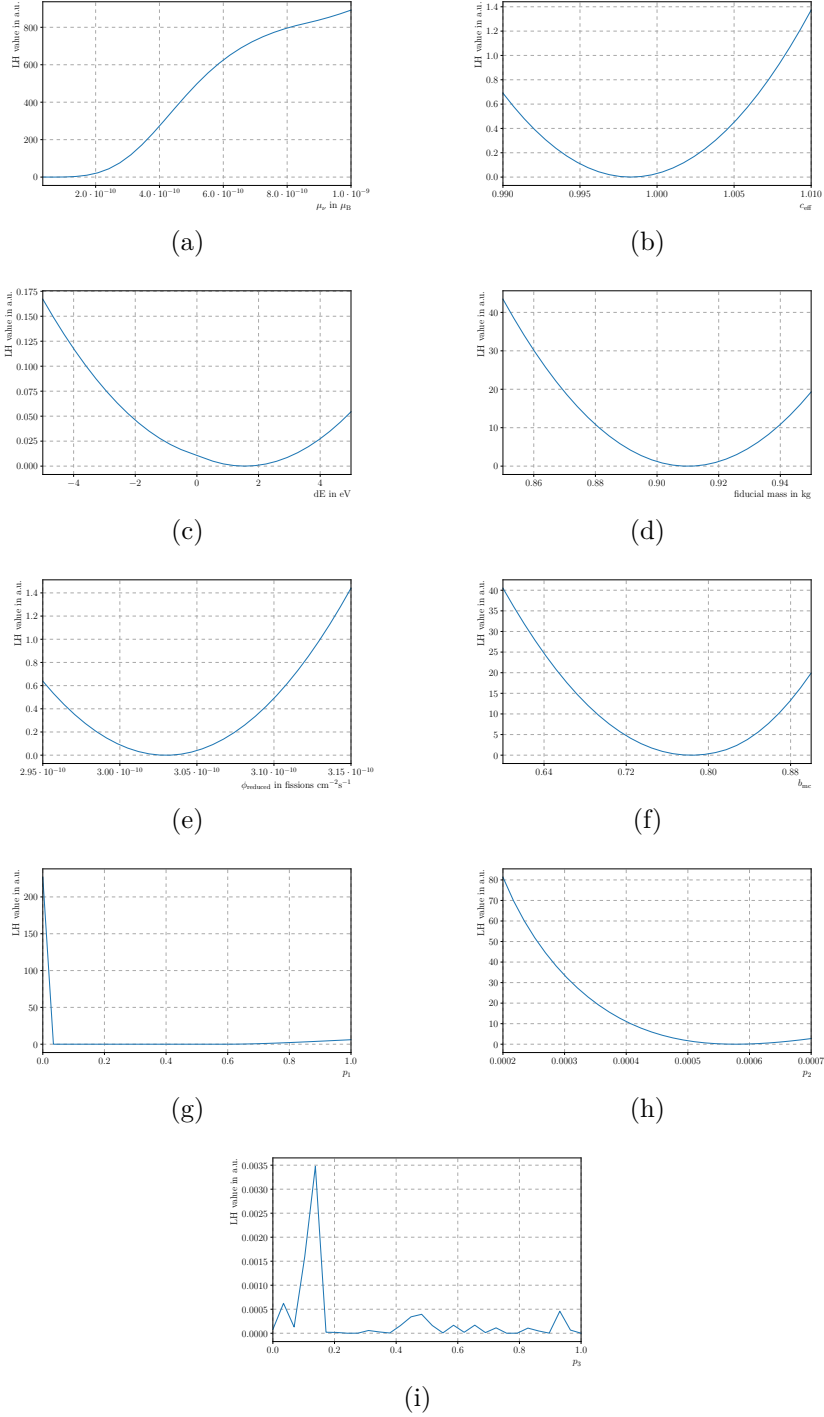 LH value in a.u.
800
600
400
200
0
2.0 · 10⁻¹⁰ 4.0 · 10⁻¹⁰ 6.0 · 10⁻¹⁰ 8.0 · 10⁻¹⁰ 1.0 · 10⁻⁹
μ_ν in μ_B
(a)
LH value in a.u.
1.4
1.2
1.0
0.8
0.6
0.4
0.2
0.0
0.990 0.995 1.000 1.005 1.010
c_eff
(b)
LH value in a.u.
0.175
0.150
0.125
0.100
0.075
0.050
0.025
0.000
−4 −2 0 2 4
dE in eV
(c)
LH value in a.u.
40
30
20
10
0
0.86 0.88 0.90 0.92 0.94
fiducial mass in kg
(d)
LH value in a.u.
1.4
1.2
1.0
0.8
0.6
0.4
0.2
0.0
2.95 · 10⁻¹⁰ 3.00 · 10⁻¹⁰ 3.05 · 10⁻¹⁰ 3.10 · 10⁻¹⁰ 3.15 · 10⁻¹⁰
ϕ_reduced in fissions cm⁻²s⁻¹
(e)
LH value in a.u.
40
35
30
25
20
15
10
5
0
0.64 0.72 0.80 0.88
b_mc
(f)
LH value in a.u.
200
150
100
50
0
0.0 0.2 0.4 0.6 0.8 1.0
p₁
(g)
LH value in a.u.
80
70
60
50
40
30
20
10
0
0.0002 0.0003 0.0004 0.0005 0.0006 0.0007
p₂
(h)
LH value in a.u.
0.0035
0.0030
0.0025
0.0020
0.0015
0.0010
0.0005
0.0000
0.0 0.2 0.4 0.6 0.8 1.0
p₃
(i)